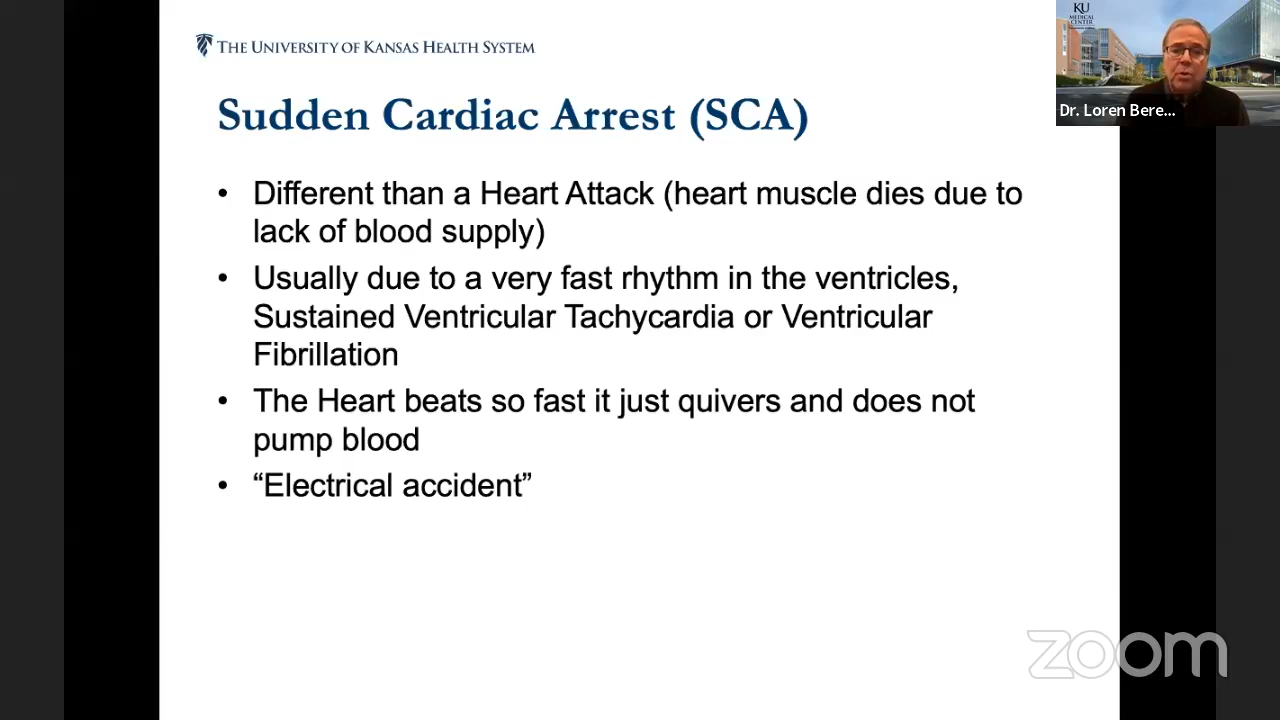 THE UNIVERSITY OF KANSAS HEALTH SYSTEM
KU
MEDICAL
CENTER
Dr. Loren Bere...
Sudden Cardiac Arrest (SCA)
• Different than a Heart Attack (heart muscle dies due to
lack of blood supply)
• Usually due to a very fast rhythm in the ventricles,
Sustained Ventricular Tachycardia or Ventricular
Fibrillation
• The Heart beats so fast it just quivers and does not
pump blood
• “Electrical accident”
zoom